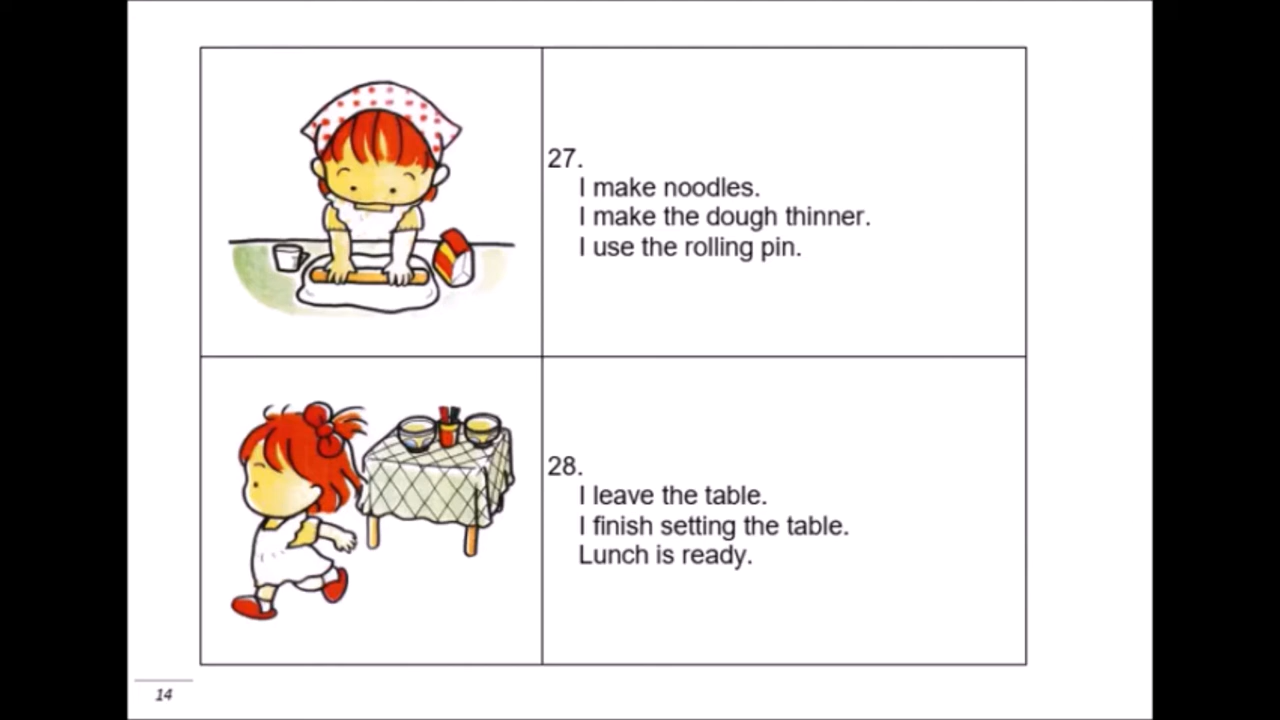 27.
I make noodles.
I make the dough thinner.
I use the rolling pin.
28.
I leave the table.
I finish setting the table.
Lunch is ready.
14